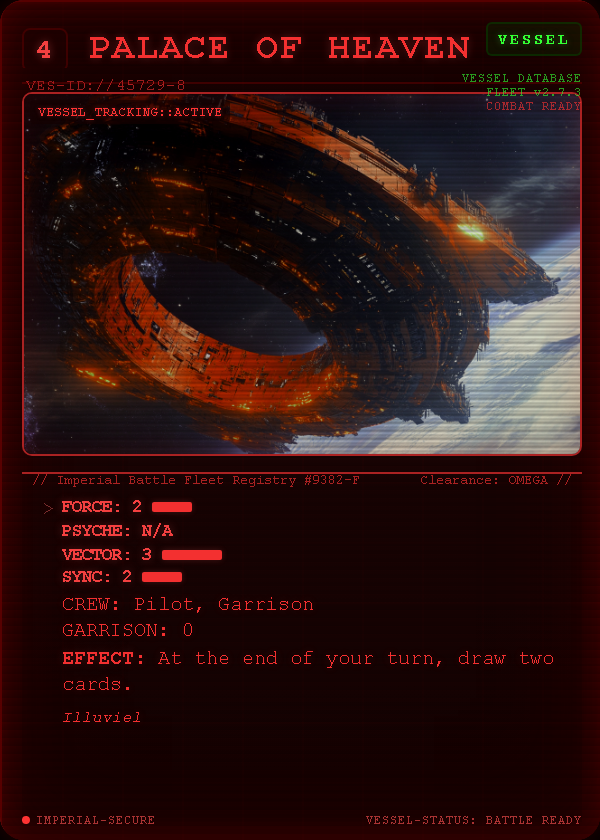 4 PALACE OF HEAVEN VESSEL
VES-ID://45729-8
VESSEL DATABASE
FLEET v2.7.3
COMBAT READY
VESSEL_TRACKING::ACTIVE
// Imperial Battle Fleet Registry #9382-F Clearance: OMEGA //
> FORCE: 2
PSYCHE: N/A
VECTOR: 3
SYNC: 2
CREW: Pilot, Garrison
GARRISON: 0
EFFECT: At the end of your turn, draw two
cards.
Illuviel
IMPERIAL-SECURE VESSEL-STATUS: BATTLE READY